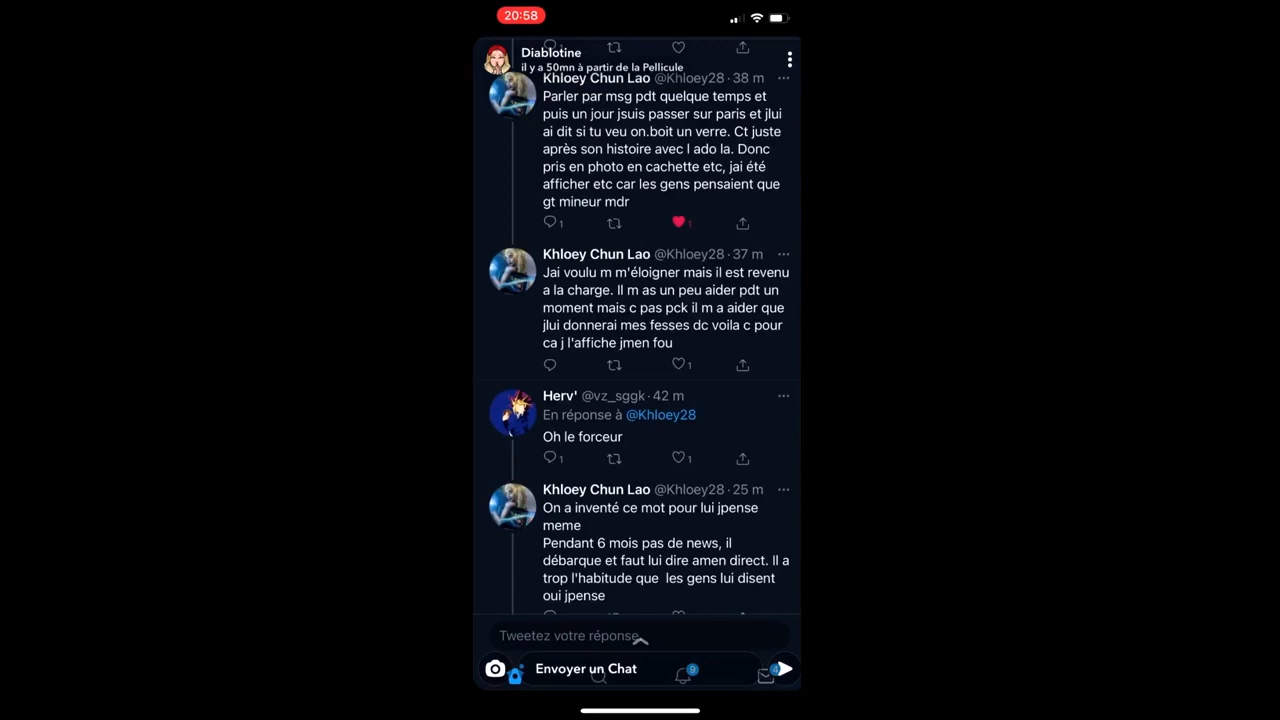 20:58
Diablotine
il y a 50mn à partir de la Pellicule
Khloey Chun Lao @Khloey28 · 38 m
Parler par msg pdt quelque temps et
puis un jour jsuis passer sur paris et jlui
ai dit si tu veu on.boit un verre. Ct juste
après son histoire avec l ado la. Donc
pris en photo en cachette etc, jai été
afficher etc car les gens pensaient que
gt mineur mdr
1
1
Khloey Chun Lao @Khloey28 · 37 m
Jai voulu m m'éloigner mais il est revenu
a la charge. Il m as un peu aider pdt un
moment mais c pas pck il m a aider que
jlui donnerai mes fesses dc voila c pour
ca j l'affiche jmen fou
1
Herv' @vz_sggk · 42 m
En réponse à @Khloey28
Oh le forceur
1
1
Khloey Chun Lao @Khloey28 · 25 m
On a inventé ce mot pour lui jpense
meme
Pendant 6 mois pas de news, il
débarque et faut lui dire amen direct. Il a
trop l'habitude que  les gens lui disent
oui jpense
Tweetez votre réponse
Envoyer un Chat
9